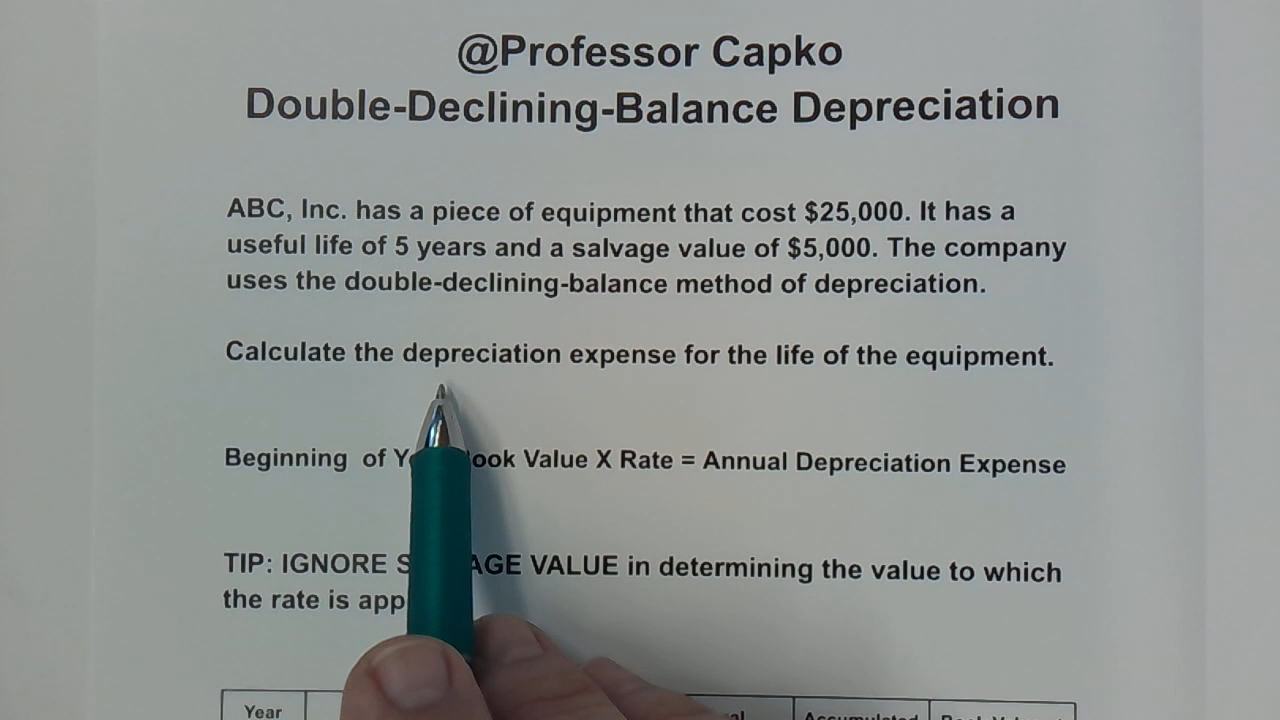 @Professor Capko
Double-Declining-Balance Depreciation
ABC, Inc. has a piece of equipment that cost $25,000. It has a
useful life of 5 years and a salvage value of $5,000. The company
uses the double-declining-balance method of depreciation.
Calculate the depreciation expense for the life of the equipment.
Beginning of Value X Rate = Annual Depreciation Expense
TIP: IGNORE VALUE in determining the value to which
the rate is
Year Accumulated